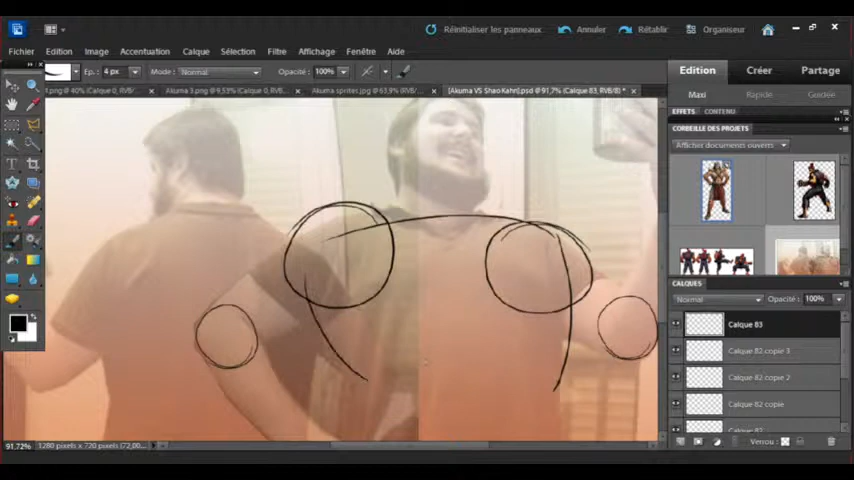 Réinitialiser les panneaux. Annuler Rétablir Organiseur
Fichier Edition Image Accentuation Calque Sélection Filtre Affichage Fenêtre Aide
Ep.: 4 px Mode: Normal Opacité: 100%
Edition Créer Partage
.png @ 40% (Calque 0, RVB/ Akuma 3.png @ 9,53% (Calque 0, RVB/ Akuma sprites.jpg @ 63,9% (RVB/ [Akuma VS Shao Kahn].psd @ 91,7% (Calque 83, RVB/8) *
Maxi Rapide Guidée
EFFETS CONTENU
CORBEILLE DES PROJETS
Afficher documents ouverts
CALQUES
Normal Opacité: 100%
Calque 83
Calque 82 copie 3
Calque 82 copie 2
Calque 82 copie
Calque 82
91,72% 1280 pixels x 720 pixels (72,00 Verrou: